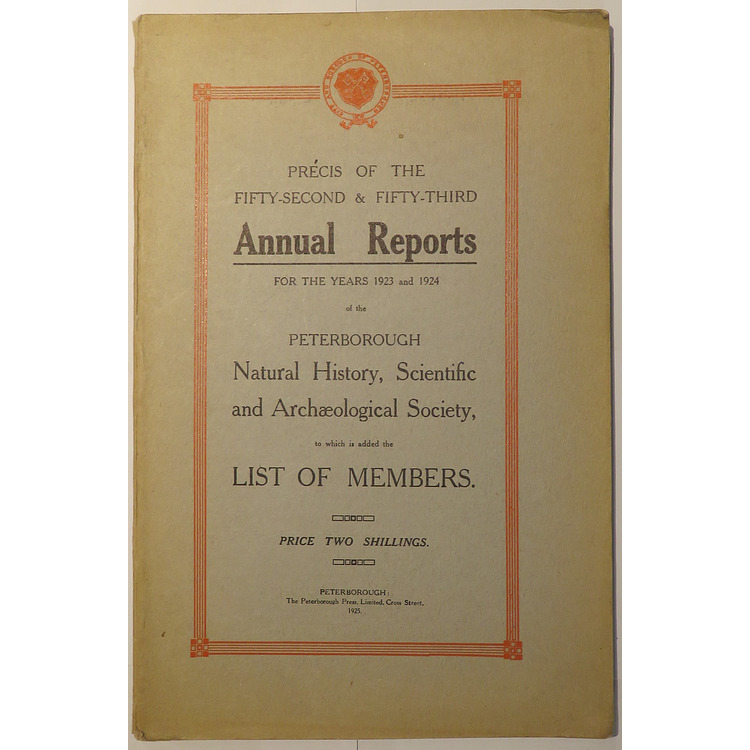 PRÉCIS OF THE
FIFTY-SECOND & FIFTY-THIRD
Annual Reports
FOR THE YEARS 1923 and 1924
of the
PETERBOROUGH
Natural History, Scientific
and Archæological Society,
to which is added the
LIST OF MEMBERS.
PRICE TWO SHILLINGS.
PETERBOROUGH:
The Peterborough Press, Limited, Cross Street,
1925.